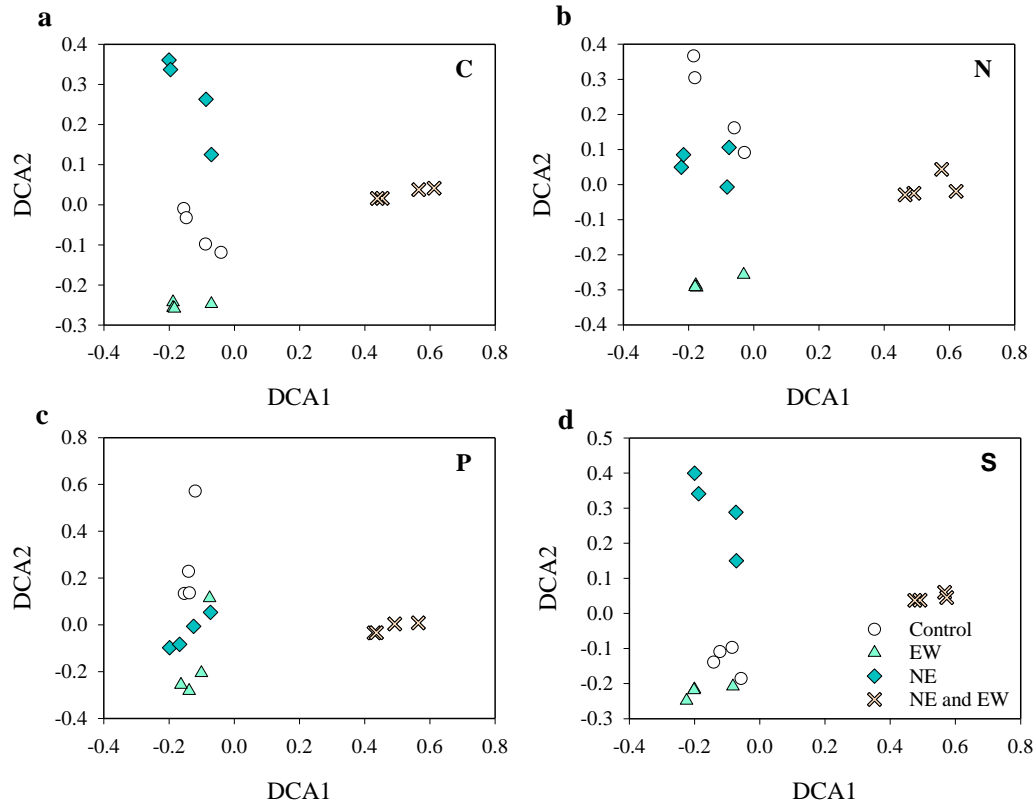 a
C
0.4
0.3
0.2
0.1
0.0
-0.1
-0.2
-0.3
DCA2
-0.4 -0.2 0.0 0.2 0.4 0.6 0.8
DCA1
b
N
0.4
0.3
0.2
0.1
0.0
-0.1
-0.2
-0.3
-0.4
DCA2
-0.4 -0.2 0.0 0.2 0.4 0.6 0.8
DCA1
c
P
0.8
0.6
0.4
0.2
0.0
-0.2
-0.4
DCA2
-0.4 -0.2 0.0 0.2 0.4 0.6 0.8
DCA1
d
S
0.5
0.4
0.3
0.2
0.1
0.0
-0.1
-0.2
-0.3
DCA2
Control
EW
NE
NE and EW
-0.4 -0.2 0.0 0.2 0.4 0.6 0.8
DCA1